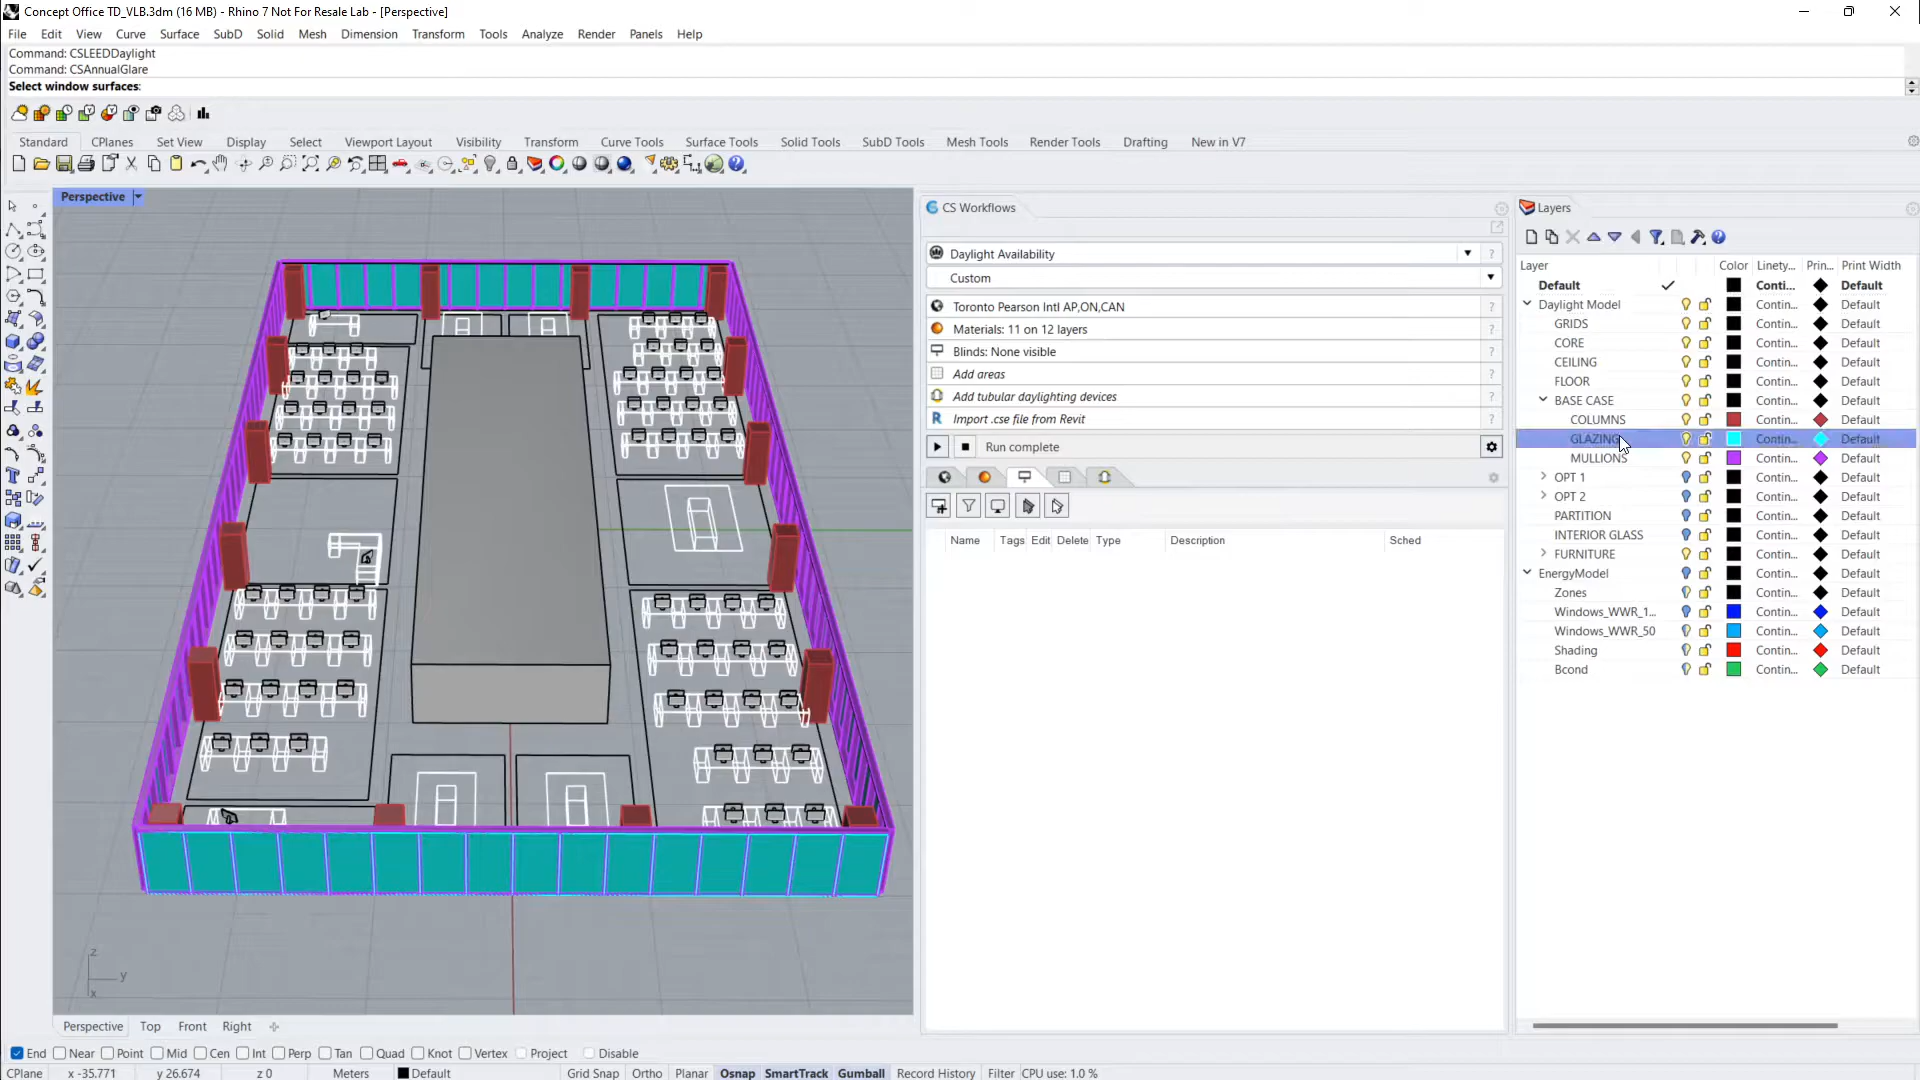 Concept Office TD_VLB.3dm (16 MB) - Rhino 7 Not For Resale Lab - [Perspective]
File Edit View Curve Surface SubD Solid Mesh Dimension Transform Tools Analyze Render Panels Help
Command: CSLEEDDaylight
Command: CSAnnualGlare
Select window surfaces:
Standard CPlanes Set View Display Select Viewport Layout Visibility Transform Curve Tools Surface Tools Solid Tools SubD Tools Mesh Tools Render Tools Drafting New in V7
Perspective
z
y
x
Perspective Top Front Right
CS Workflows
Daylight Availability ?
Custom
Toronto Pearson Intl AP,ON,CAN ?
Materials: 11 on 12 layers ?
Blinds: None visible ?
Add areas ?
Add tubular daylighting devices ?
R Import .cse file from Revit ?
Run complete
Name Tags Edit Delete Type Description Sched
Layers
Layer Color Linety... Prin... Print Width
Default Conti... Default
Daylight Model Contin... Default
GRIDS Contin... Default
CORE Contin... Default
CEILING Contin... Default
FLOOR Contin... Default
BASE CASE Contin... Default
COLUMNS Contin... Default
GLAZING Contin... Default
MULLIONS Contin... Default
OPT 1 Contin... Default
OPT 2 Contin... Default
PARTITION Contin... Default
INTERIOR GLASS Contin... Default
FURNITURE Contin... Default
EnergyModel Contin... Default
Zones Contin... Default
Windows_WWR_1... Contin... Default
Windows_WWR_50 Contin... Default
Shading Contin... Default
Bcond Contin... Default
End Near Point Mid Cen Int Perp Tan Quad Knot Vertex Project Disable
CPlane x -35.771 y 26.674 z 0 Meters Default Grid Snap Ortho Planar Osnap SmartTrack Gumball Record History Filter CPU use: 1.0 %